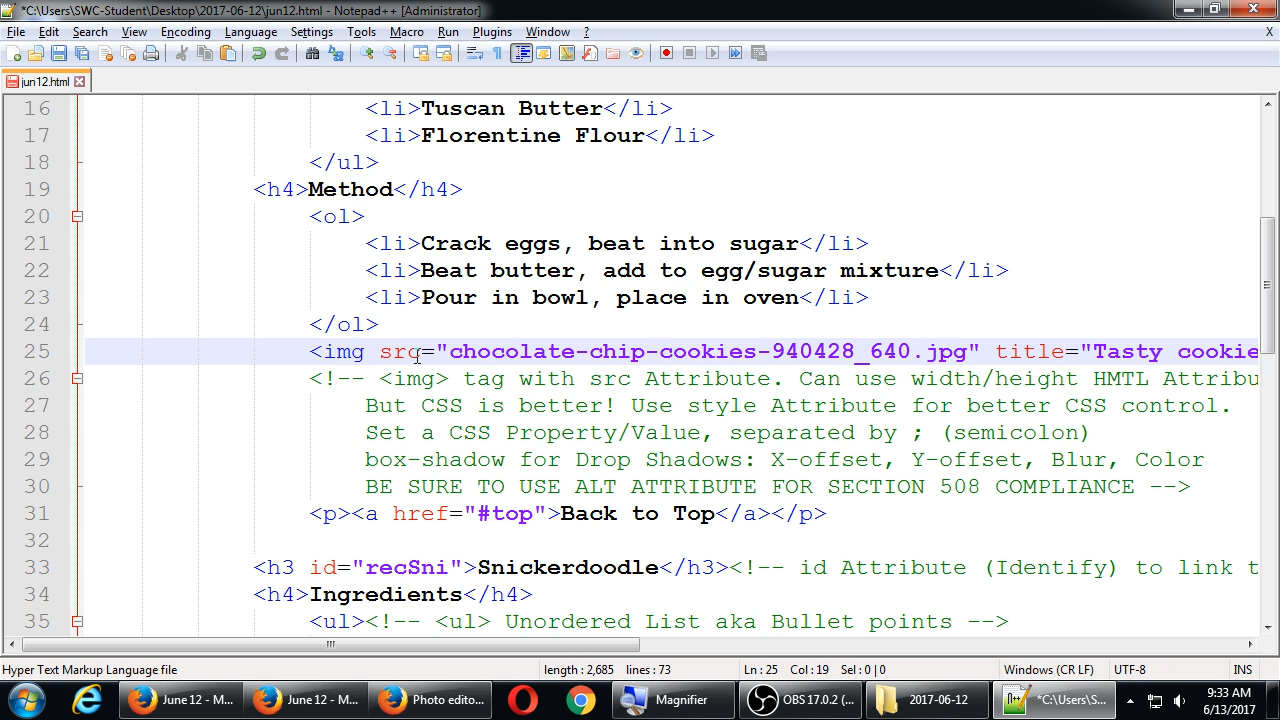 *C:\Users\SWC-Student\Desktop\2017-06-12\jun12.html - Notepad++ [Administrator]
File Edit Search View Encoding Language Settings Tools Macro Run Plugins Window ? X
jun12.html
16 <li>Tuscan Butter</li>
17 <li>Florentine Flour</li>
18 </ul>
19 <h4>Method</h4>
20 <ol>
21 <li>Crack eggs, beat into sugar</li>
22 <li>Beat butter, add to egg/sugar mixture</li>
23 <li>Pour in bowl, place in oven</li>
24 </ol>
25 <img src="chocolate-chip-cookies-940428_640.jpg" title="Tasty cookie
26 <!-- <img> tag with src Attribute. Can use width/height HMTL Attribu
27 But CSS is better! Use style Attribute for better CSS control.
28 Set a CSS Property/Value, separated by ; (semicolon)
29 box-shadow for Drop Shadows: X-offset, Y-offset, Blur, Color
30 BE SURE TO USE ALT ATTRIBUTE FOR SECTION 508 COMPLIANCE -->
31 <p><a href="#top">Back to Top</a></p>
32
33 <h3 id="recSni">Snickerdoodle</h3><!-- id Attribute (Identify) to link t
34 <h4>Ingredients</h4>
35 <ul><!-- <ul> Unordered List aka Bullet points -->
Hyper Text Markup Language file length : 2,685 lines : 73 Ln : 25 Col : 19 Sel : 0 | 0 Windows (CR LF) UTF-8 INS
June 12 - M... June 12 - M... Photo edito... Magnifier OBS 17.0.2 (... 2017-06-12 *C:\Users\S... 9:33 AM
6/13/2017